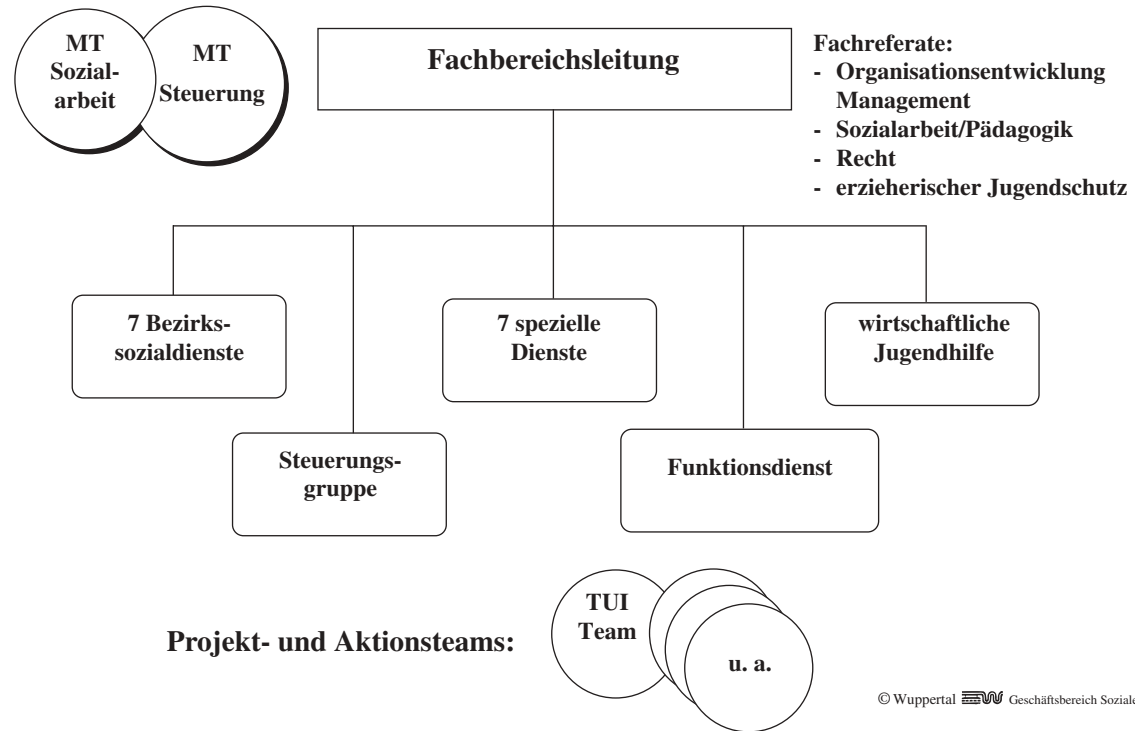 MT
Sozial-
arbeit
MT
Steuerung
Fachbereichsleitung
Fachreferate:
- Organisationsentwicklung
Management
- Sozialarbeit/Pädagogik
- Recht
- erzieherischer Jugendschutz
7 Bezirks-
sozialdienste
7 spezielle
Dienste
wirtschaftliche
Jugendhilfe
Steuerungs-
gruppe
Funktionsdienst
Projekt- und Aktionsteams:
TUI
Team
u. a.
© Wuppertal Geschäftsbereich Soziale